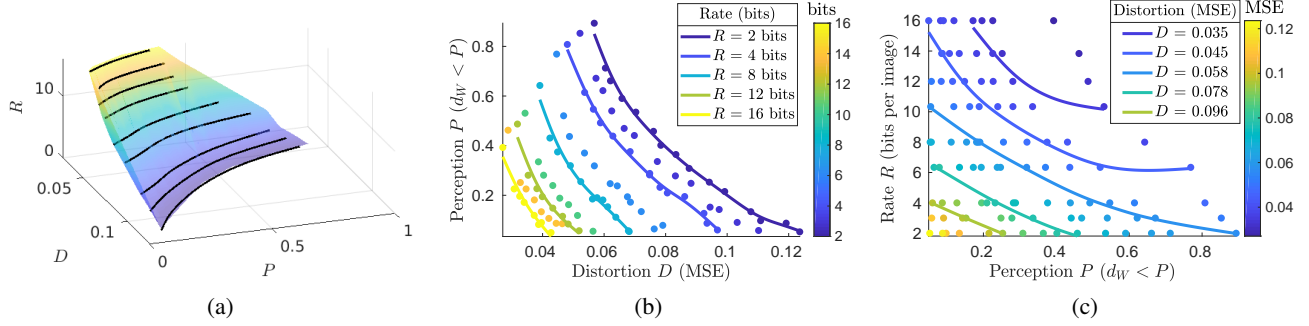 R
10
0
0.05
0.1
D
0
P
0.5
1
(a)
Perception P (d_W < P)
0.8
0.6
0.4
0.2
0.04
0.06
0.08
0.1
0.12
Distortion D (MSE)
Rate (bits)
R = 2 bits
R = 4 bits
R = 8 bits
R = 12 bits
R = 16 bits
bits
16
14
12
10
8
6
4
2
(b)
Rate R (bits per image)
16
14
12
10
8
6
4
2
0.2
0.4
0.6
0.8
Perception P (d_W < P)
Distortion (MSE)
D = 0.035
D = 0.045
D = 0.058
D = 0.078
D = 0.096
MSE
0.12
0.1
0.08
0.06
0.04
(c)